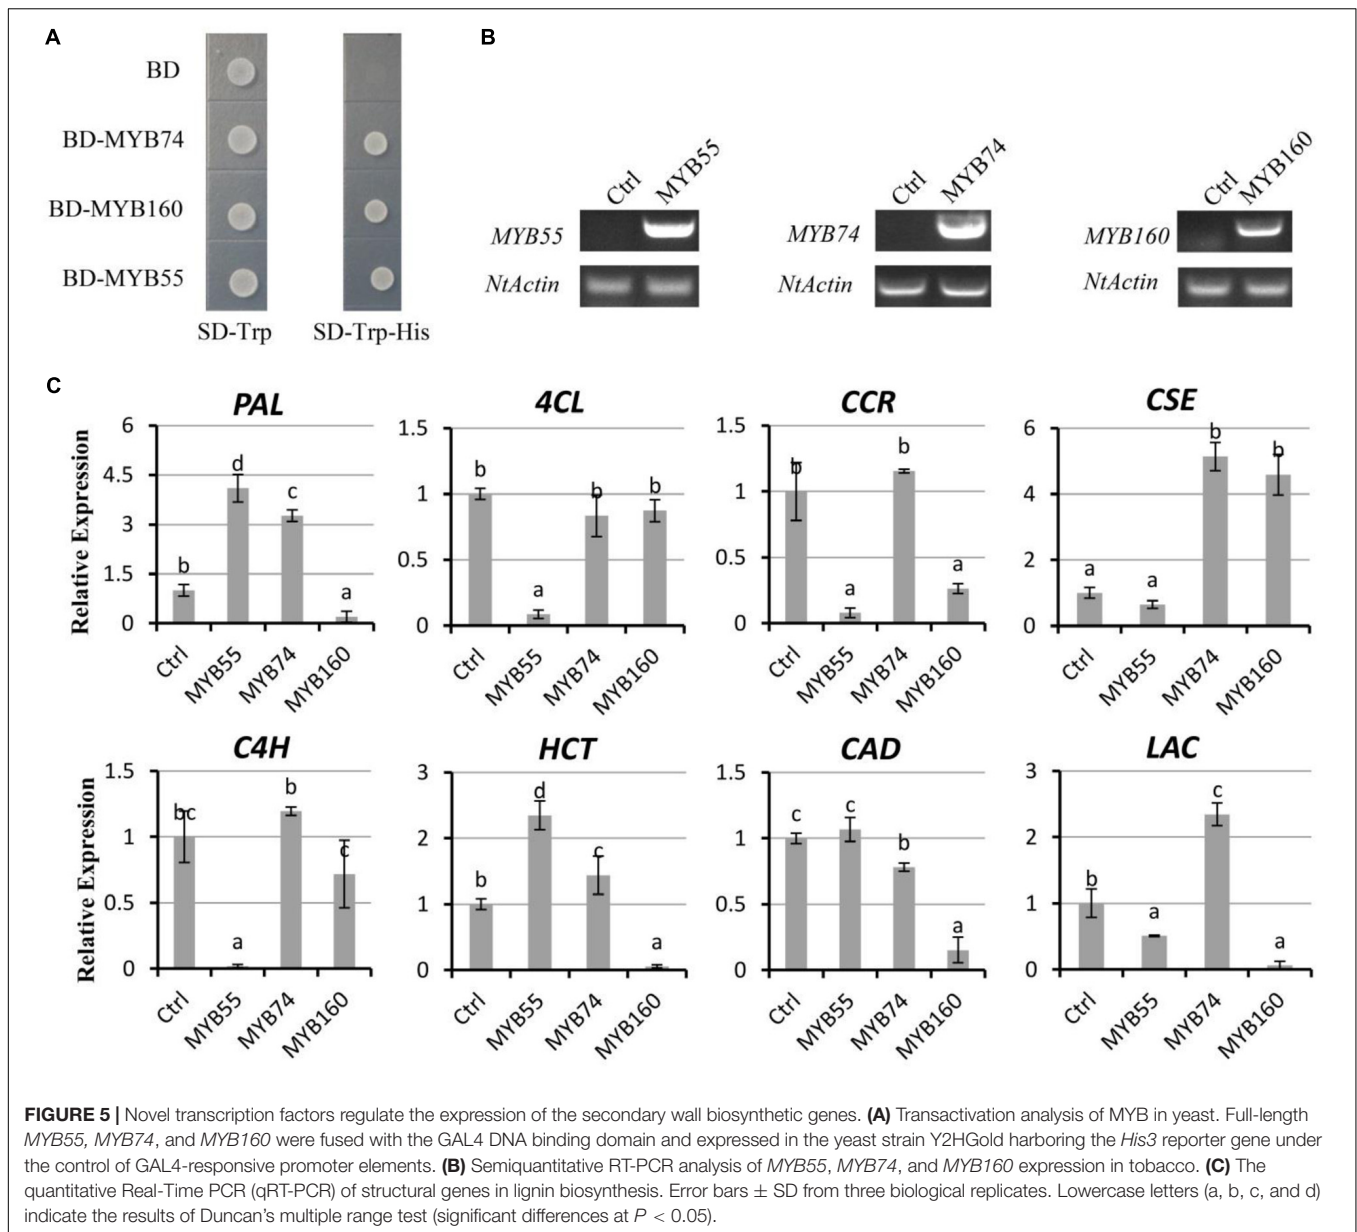 A
BD
BD-MYB74
BD-MYB160
BD-MYB55
SD-Trp
SD-Trp-His
B
Ctrl
MYB55
MYB55
NtActin
Ctrl
MYB74
MYB74
NtActin
Ctrl
MYB160
MYB160
NtActin
C
PAL
Relative Expression
6
4.5
3
1.5
0
b
d
c
a
Ctrl
MYB55
MYB74
MYB160
4CL
1.5
1
0.5
0
b
a
b
b
Ctrl
MYB55
MYB74
MYB160
CCR
1.5
1
0.5
0
b
a
b
a
Ctrl
MYB55
MYB74
MYB160
CSE
6
4
2
0
a
a
b
b
Ctrl
MYB55
MYB74
MYB160
C4H
Relative Expression
1.5
1
0.5
0
bc
a
b
c
Ctrl
MYB55
MYB74
MYB160
HCT
3
2
1
0
b
d
c
a
Ctrl
MYB55
MYB74
MYB160
CAD
1.5
1
0.5
0
c
c
b
a
Ctrl
MYB55
MYB74
MYB160
LAC
3
2
1
0
b
a
c
a
Ctrl
MYB55
MYB74
MYB160
FIGURE 5 | Novel transcription factors regulate the expression of the secondary wall biosynthetic genes. (A) Transactivation analysis of MYB in yeast. Full-length
MYB55, MYB74, and MYB160 were fused with the GAL4 DNA binding domain and expressed in the yeast strain Y2HGold harboring the His3 reporter gene under
the control of GAL4-responsive promoter elements. (B) Semiquantitative RT-PCR analysis of MYB55, MYB74, and MYB160 expression in tobacco. (C) The
quantitative Real-Time PCR (qRT-PCR) of structural genes in lignin biosynthesis. Error bars ± SD from three biological replicates. Lowercase letters (a, b, c, and d)
indicate the results of Duncan's multiple range test (significant differences at P < 0.05).